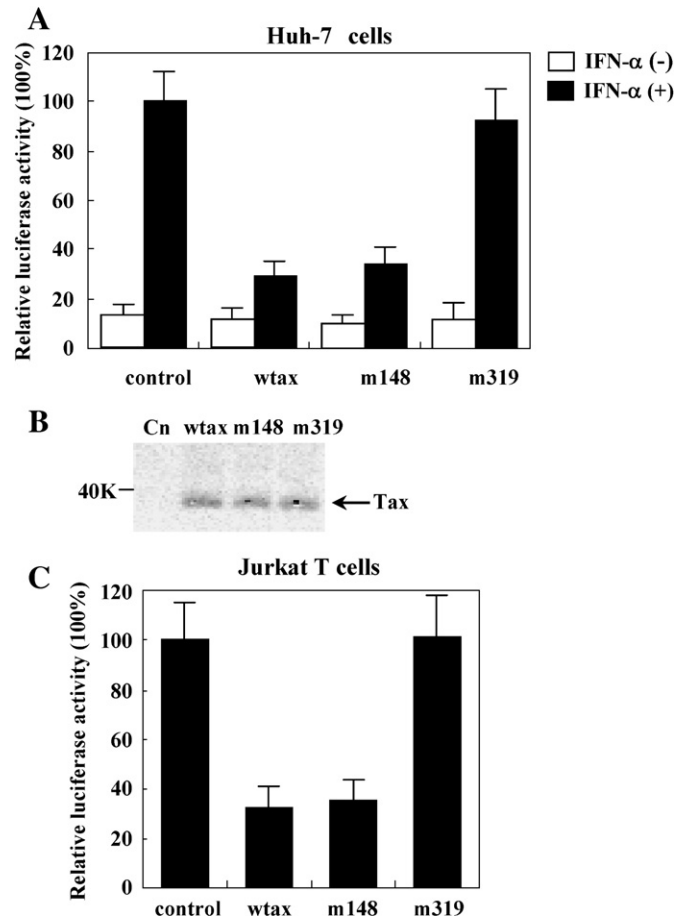 A
Huh-7 cells
IFN-α (-)
IFN-α (+)
Relative luciferase activity (100%)
120
100
80
60
40
20
0
control wtax m148 m319
B
Cn wtax m148 m319
40K
Tax
C
Jurkat T cells
Relative luciferase activity (100%)
120
100
80
60
40
20
0
control wtax m148 m319